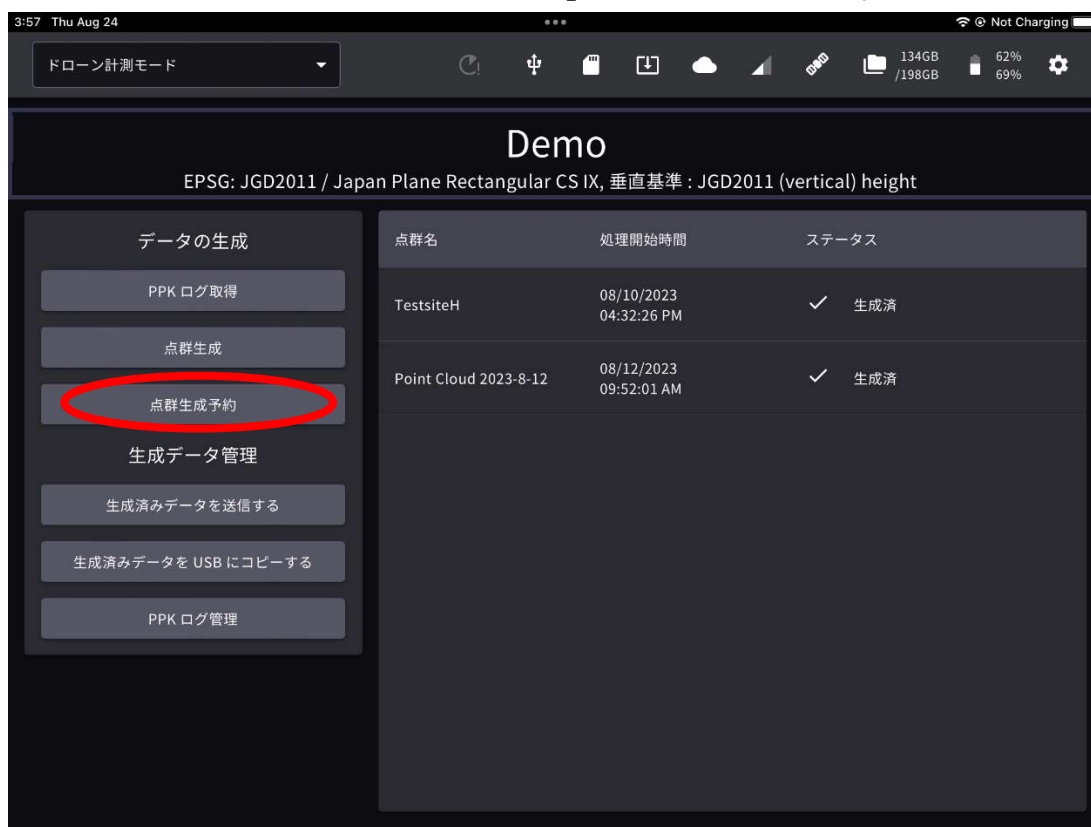 3:57 Thu Aug 24
Not Charging
ドローン計測モード
134GB
/198GB
62%
69%
Demo
EPSG: JGD2011 / Japan Plane Rectangular CS IX, 垂直基準 : JGD2011 (vertical) height
データの生成
PPK ログ取得
点群生成
点群生成予約
生成データ管理
生成済みデータを送信する
生成済みデータを USB にコピーする
PPK ログ管理
点群名 処理開始時間 ステータス
TestsiteH 08/10/2023 生成済
04:32:26 PM
Point Cloud 2023-8-12 08/12/2023 生成済
09:52:01 AM